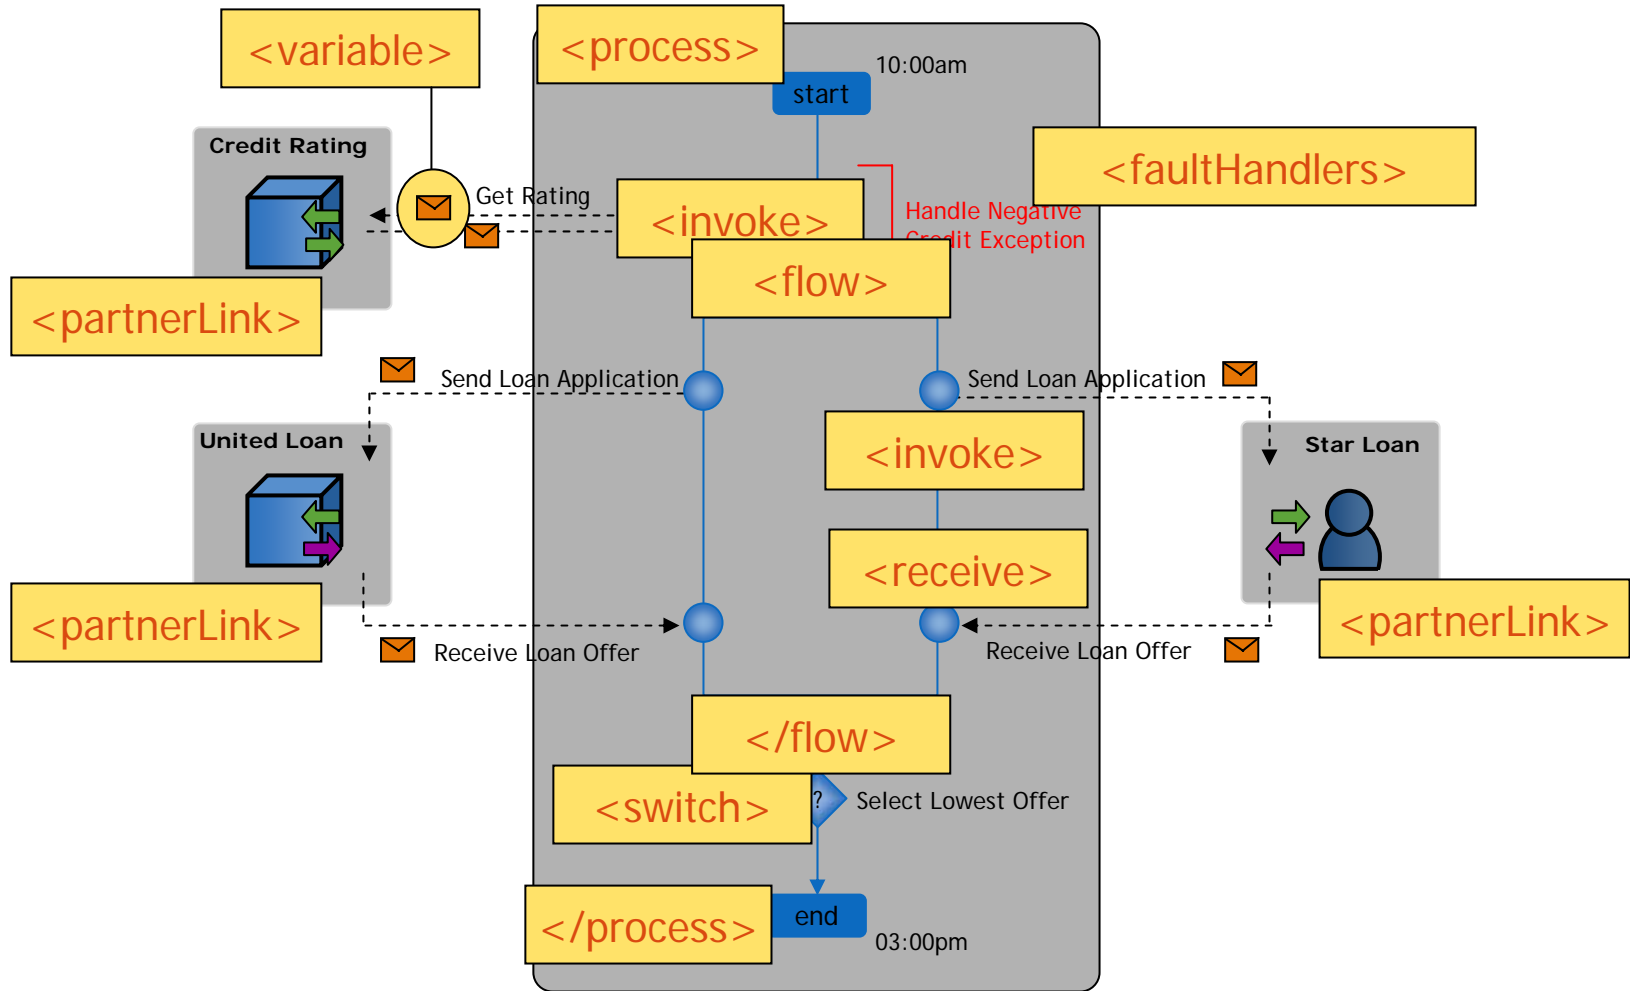 <variable>
<process>
10:00am
start
Credit Rating
<faultHandlers>
Get Rating
<invoke>
Handle Negative
Credit Exception
<flow>
<partnerLink>
Send Loan Application
Send Loan Application
United Loan
Star Loan
<invoke>
<receive>
<partnerLink>
<partnerLink>
Receive Loan Offer
Receive Loan Offer
</flow>
<switch>
?
Select Lowest Offer
</process>
end
03:00pm